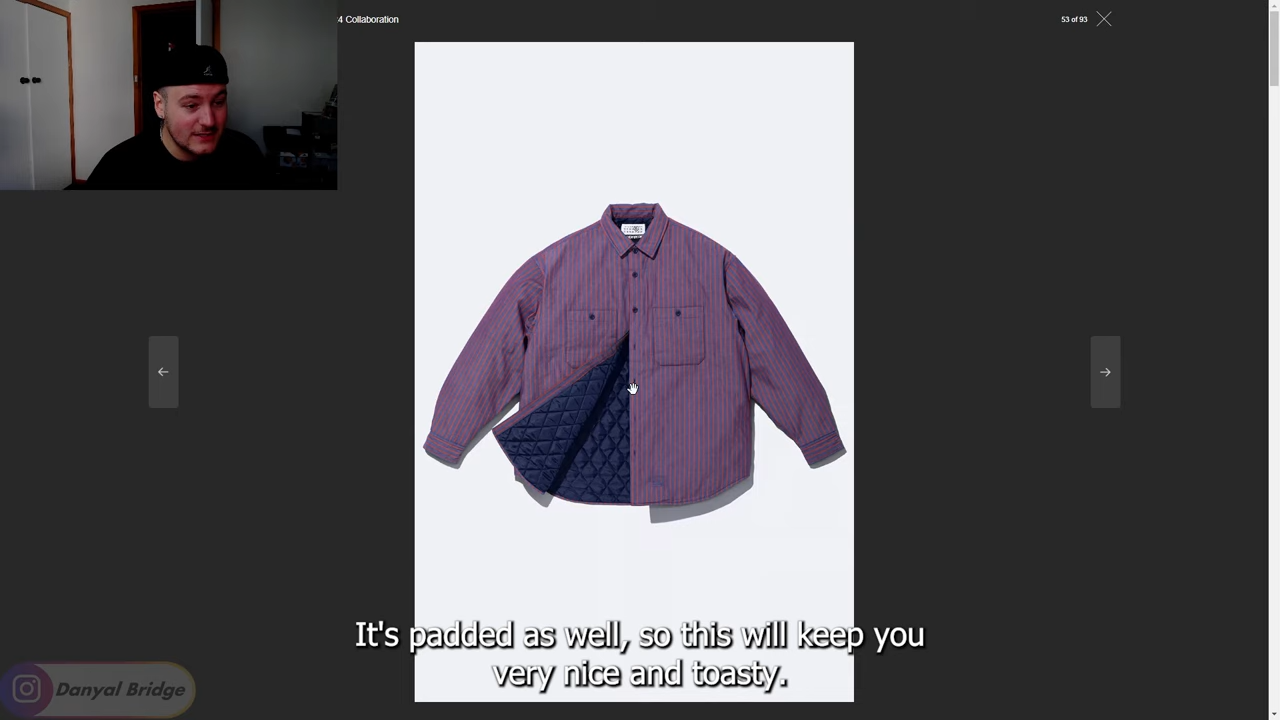 4 Collaboration
53 of 93
It's padded as well, so this will keep you
very nice and toasty.
Danyal Bridge